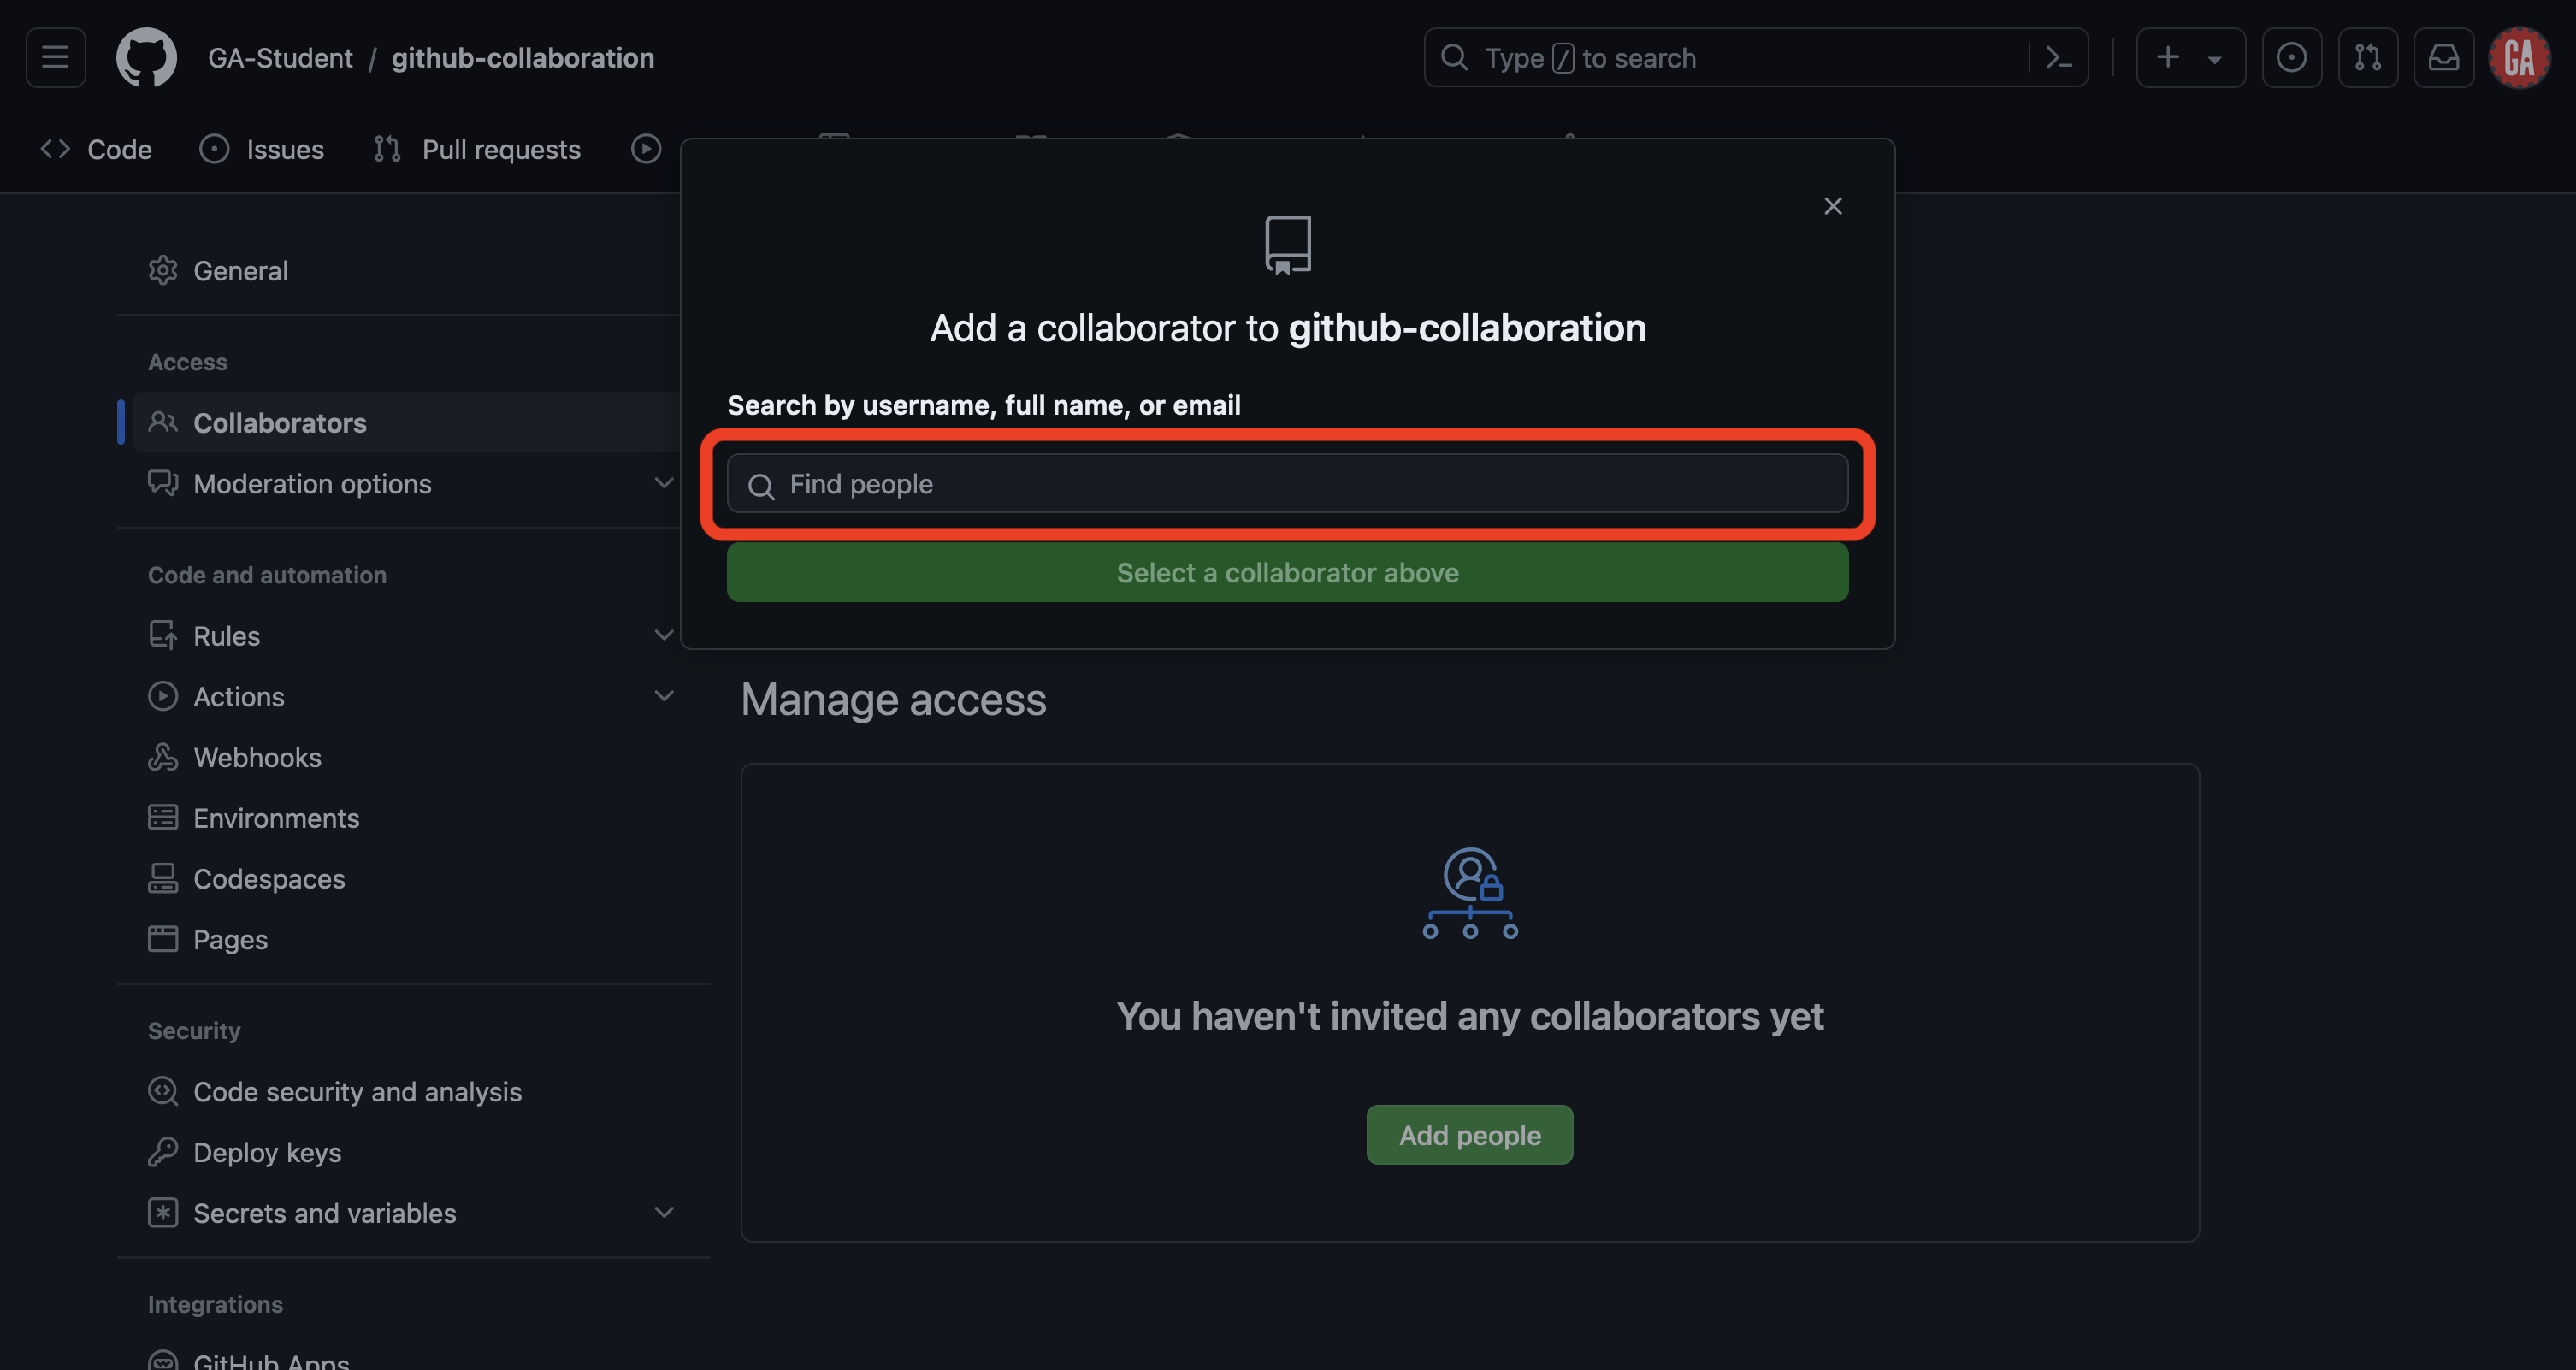 GA-Student / github-collaboration
Type / to search
GA
Code
Issues
Pull requests
General
Access
Collaborators
Moderation options
Code and automation
Rules
Actions
Webhooks
Environments
Codespaces
Pages
Security
Code security and analysis
Deploy keys
Secrets and variables
Integrations
GitHub Apps
Add a collaborator to github-collaboration
Search by username, full name, or email
Find people
Select a collaborator above
Manage access
You haven't invited any collaborators yet
Add people